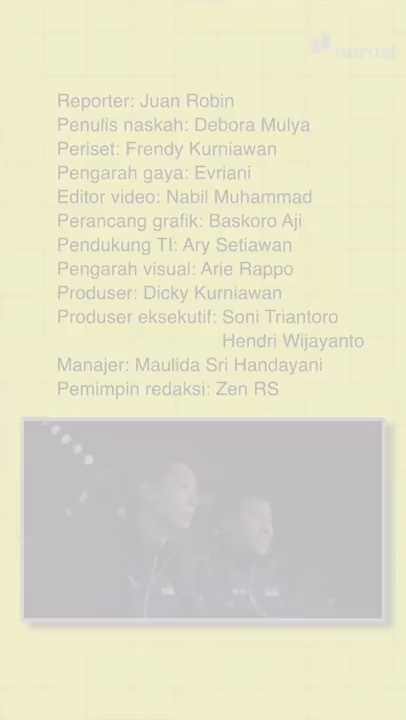 narasi
Reporter: Juan Robin
Penulis naskah: Debora Mulya
Periset: Frendy Kurniawan
Pengarah gaya: Evriani
Editor video: Nabil Muhammad
Perancang grafik: Baskoro Aji
Pendukung TI: Ary Setiawan
Pengarah visual: Arie Rappo
Produser: Dicky Kurniawan
Produser eksekutif: Soni Triantoro
Hendri Wijayanto
Manajer: Maulida Sri Handayani
Pemimpin redaksi: Zen RS